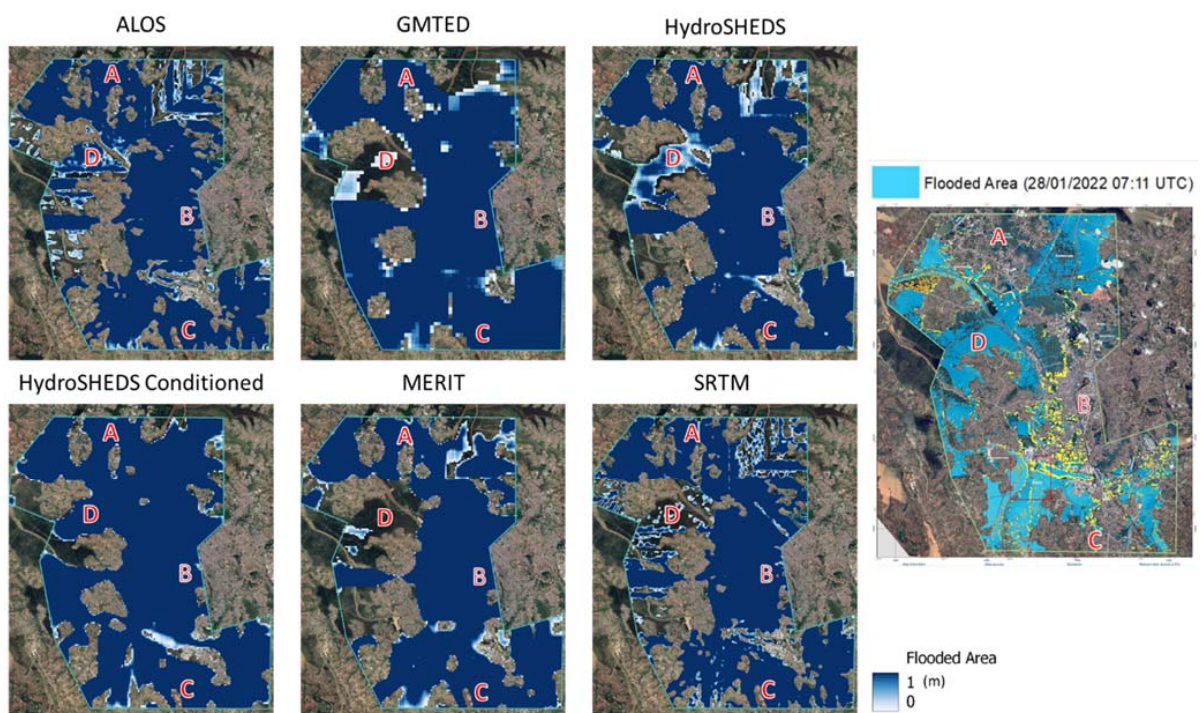 ALOS
GMTED
HydroSHEDS
A
D
B
C
A
D
B
C
A
D
B
C
Flooded Area (28/01/2022 07:11 UTC)
A
D
B
C
HydroSHEDS Conditioned
MERIT
SRTM
A
D
B
C
A
D
B
C
A
D
B
C
Flooded Area
1 (m)
0